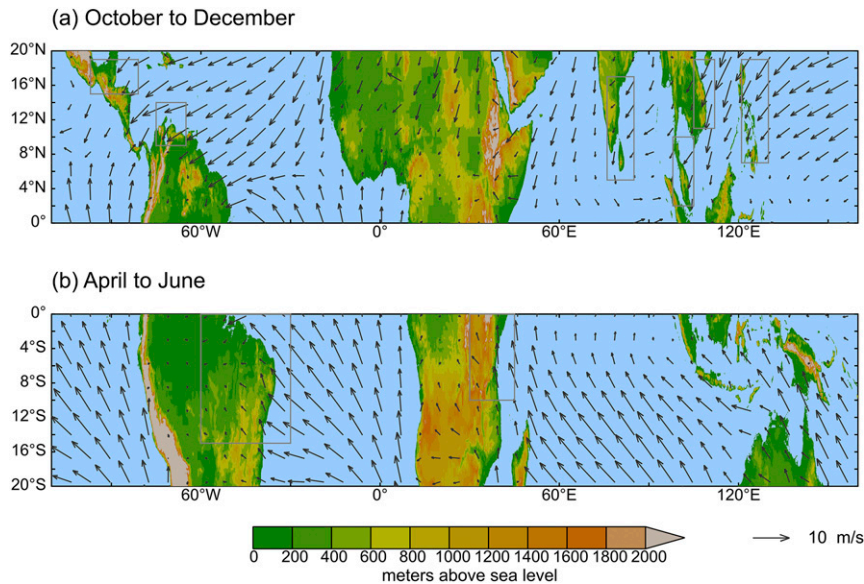 (a) October to December
20°N
16°N
12°N
8°N
4°N
0°
60°W 0° 60°E 120°E
(b) April to June
0°
4°S
8°S
12°S
16°S
20°S
60°W 0° 60°E 120°E
0 200 400 600 800 1000 1200 1400 1600 1800 2000
meters above sea level
10 m/s